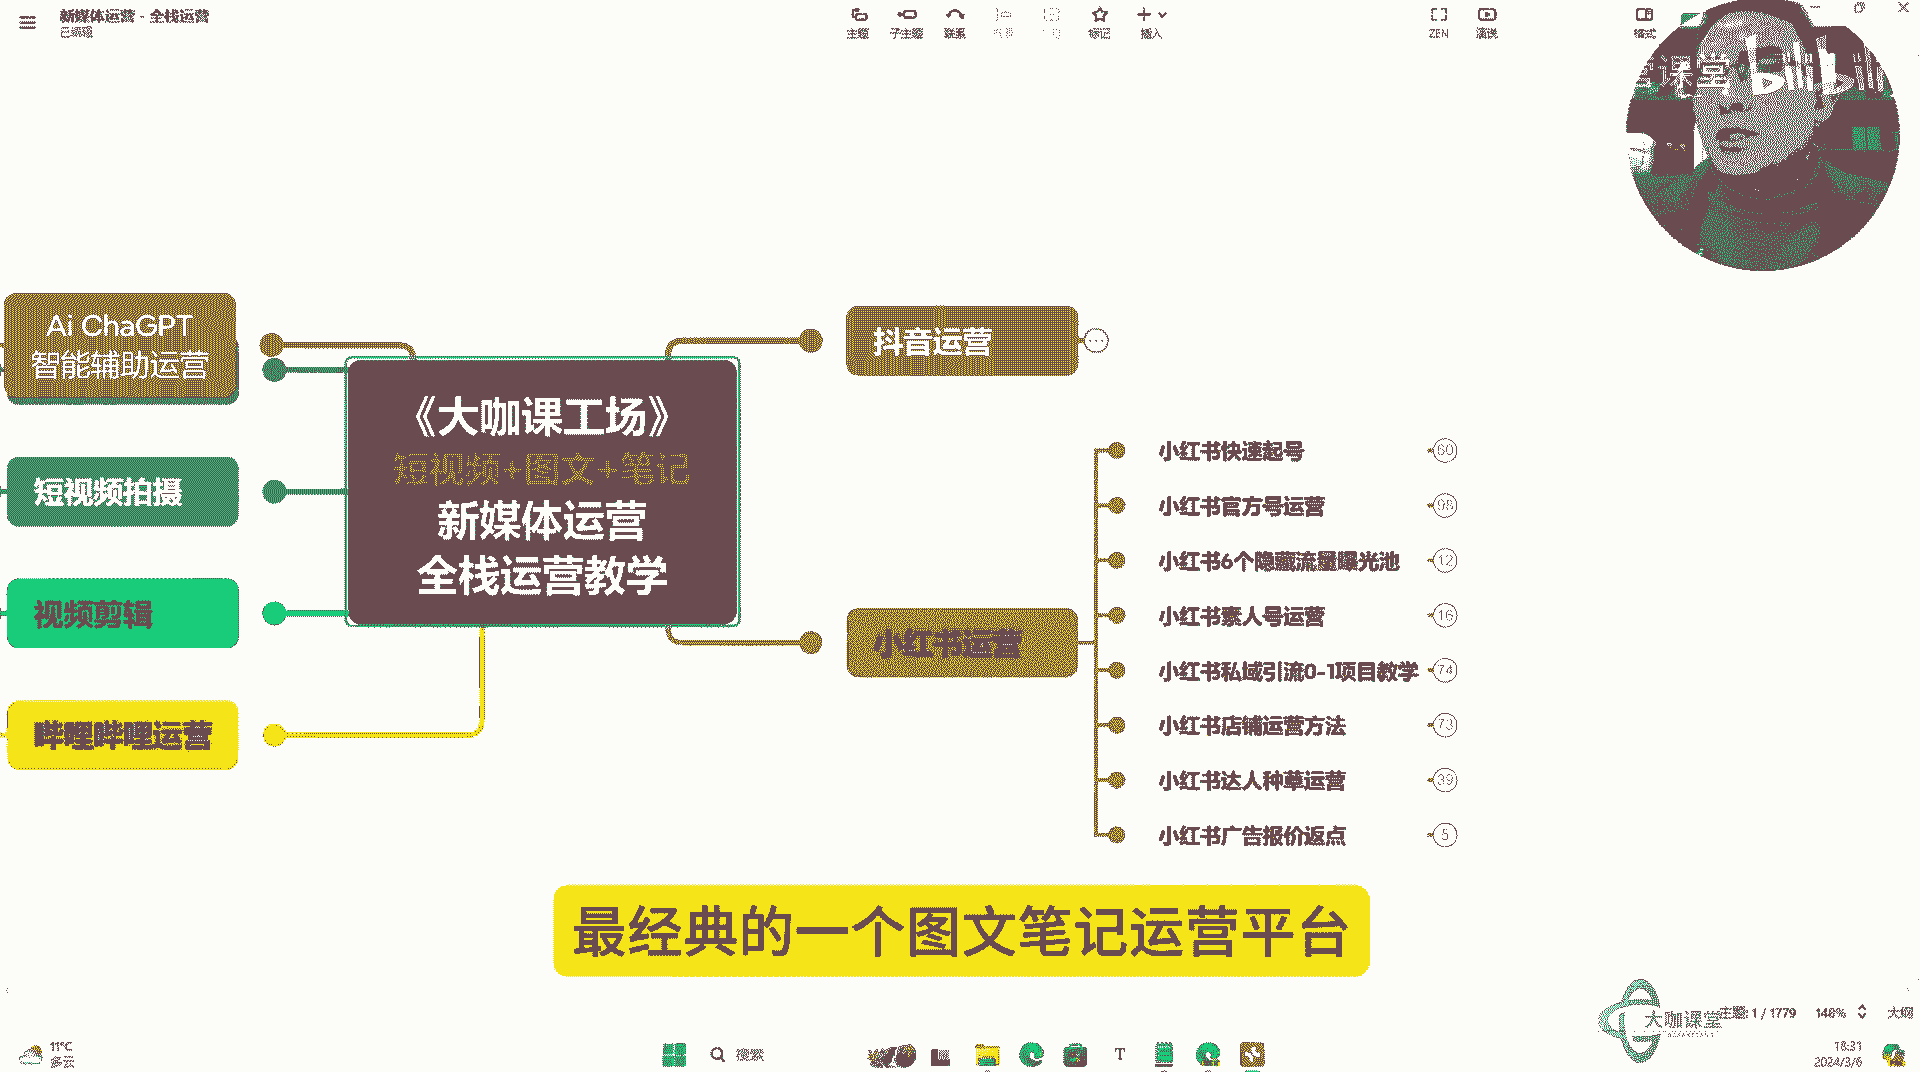 新媒体运营 - 全栈运营
已编辑
主题
子主题
联系
标记
插入
ZEN
演说
格式
课堂 bilibili
Ai ChaGPT
智能辅助运营
短视频拍摄
视频剪辑
哔哩哔哩运营
《大咖课工场》
短视频+图文+笔记
新媒体运营
全栈运营教学
抖音运营
小红书运营
小红书快速起号 60
小红书官方号运营 98
小红书6个隐藏流量曝光池 12
小红书素人号运营 16
小红书私域引流0-1项目教学 74
小红书店铺运营方法 73
小红书达人种草运营 39
小红书广告报价返点 5
最经典的一个图文笔记运营平台
大咖课堂
主题: 1 / 1779
148%
大纲
11°C
多云
搜索
18:31
2024/3/6